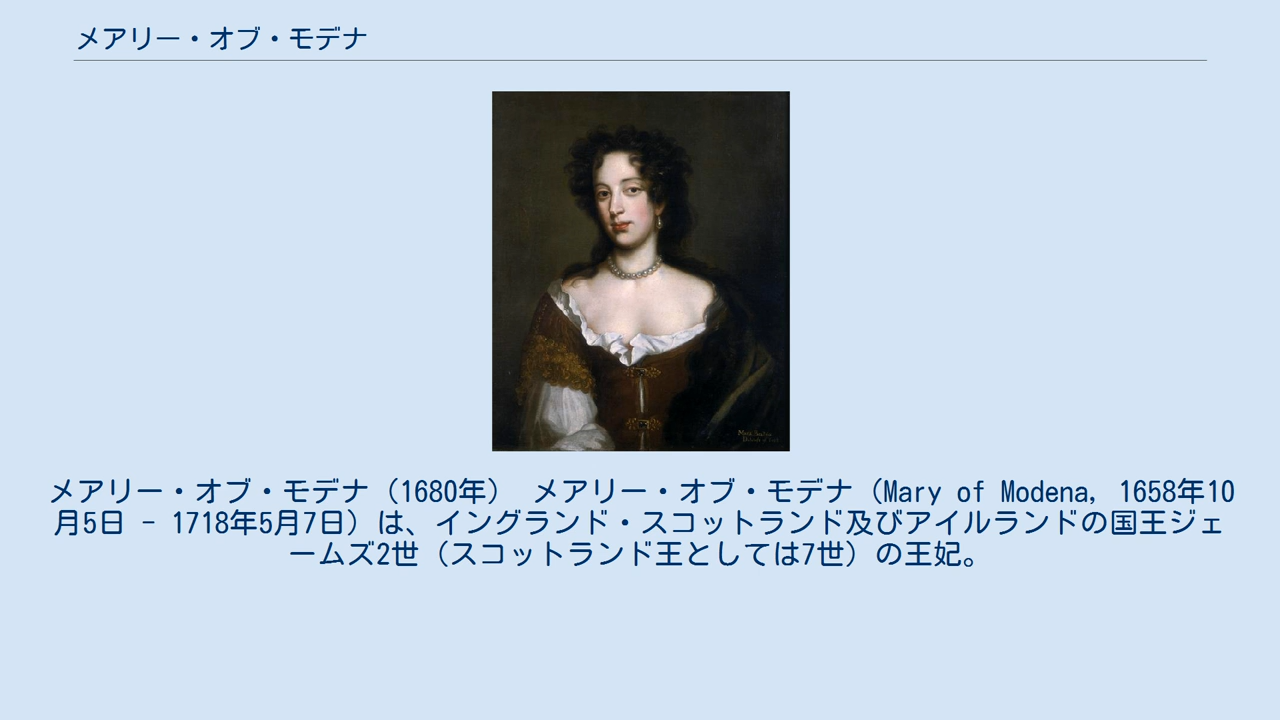 メアリー・オブ・モデナ
メアリー・オブ・モデナ（1680年） メアリー・オブ・モデナ（Mary of Modena, 1658年10
月5日 - 1718年5月7日）は、イングランド・スコットランド及びアイルランドの国王ジェ
ームズ2世（スコットランド王としては7世）の王妃。